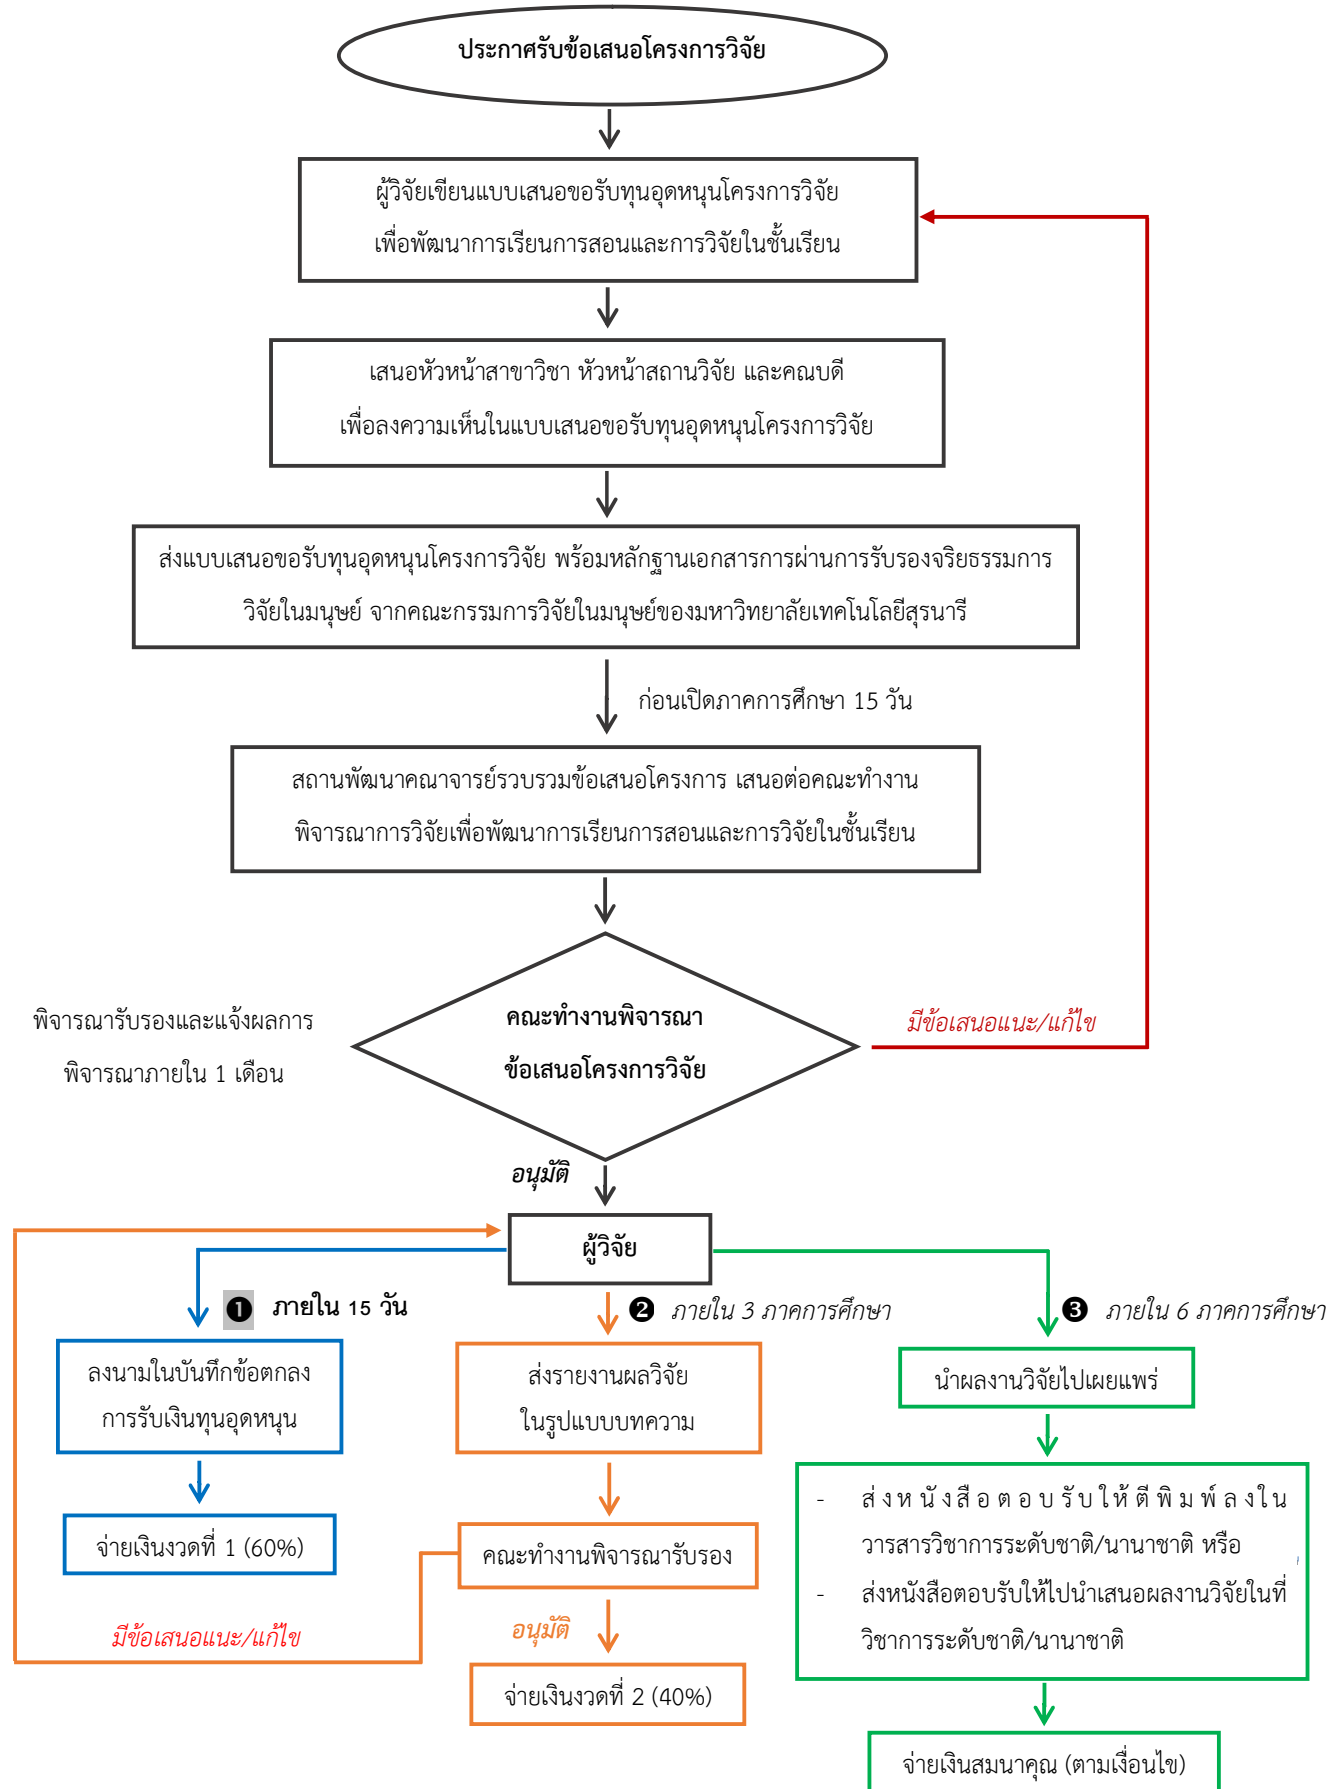 ประกาศรับข้อเสนอโครงการวิจัย
ผู้วิจัยเขียนแบบเสนอขอรับทุนอุดหนุนโครงการวิจัย
เพื่อพัฒนาการเรียนการสอนและการวิจัยในชั้นเรียน
เสนอหัวหน้าสาขาวิชา หัวหน้าสถานวิจัย และคณบดี
เพื่อลงความเห็นในแบบเสนอขอรับทุนอุดหนุนโครงการวิจัย
ส่งแบบเสนอขอรับทุนอุดหนุนโครงการวิจัย พร้อมหลักฐานเอกสารการผ่านการรับรองจริยธรรมการ
วิจัยในมนุษย์ จากคณะกรรมการวิจัยในมนุษย์ของมหาวิทยาลัยเทคโนโลยีสุรนารี
ก่อนเปิดภาคการศึกษา 15 วัน
สถานพัฒนาคณาจารย์รวบรวมข้อเสนอโครงการ เสนอต่อคณะทำงาน
พิจารณาการวิจัยเพื่อพัฒนาการเรียนการสอนและการวิจัยในชั้นเรียน
พิจารณารับรองและแจ้งผลการ
พิจารณาภายใน 1 เดือน
คณะทำงานพิจารณา
ข้อเสนอโครงการวิจัย
มีข้อเสนอแนะ/แก้ไข
อนุมัติ
ผู้วิจัย
❶ ภายใน 15 วัน
❷ ภายใน 3 ภาคการศึกษา
❸ ภายใน 6 ภาคการศึกษา
ลงนามในบันทึกข้อตกลง
การรับเงินทุนอุดหนุน
จ่ายเงินงวดที่ 1 (60%)
ส่งรายงานผลวิจัย
ในรูปแบบบทความ
คณะทำงานพิจารณารับรอง
มีข้อเสนอแนะ/แก้ไข
อนุมัติ
จ่ายเงินงวดที่ 2 (40%)
นำผลงานวิจัยไปเผยแพร่
- ส่งหนังสือตอบรับให้ตีพิมพ์ลงใน
วารสารวิชาการระดับชาติ/นานาชาติ หรือ
- ส่งหนังสือตอบรับให้ไปนำเสนอผลงานวิจัยในที่
วิชาการระดับชาติ/นานาชาติ
จ่ายเงินสมนาคุณ (ตามเงื่อนไข)